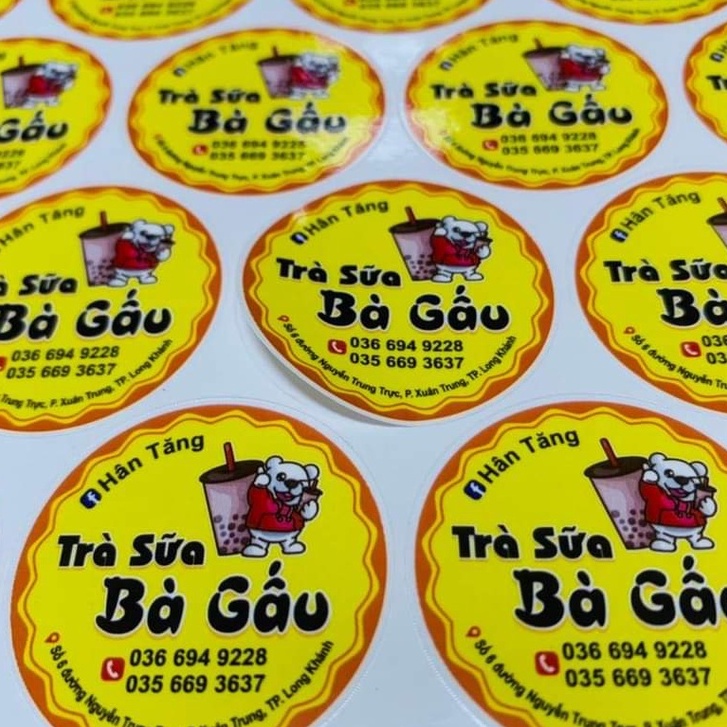 Hân Tăng
Trà Sữa
Bà Gấu
036 694 9228
035 669 3637
Số 6 đường Nguyễn Trung Trực, P. Xuân Trung, TP. Long Khánh